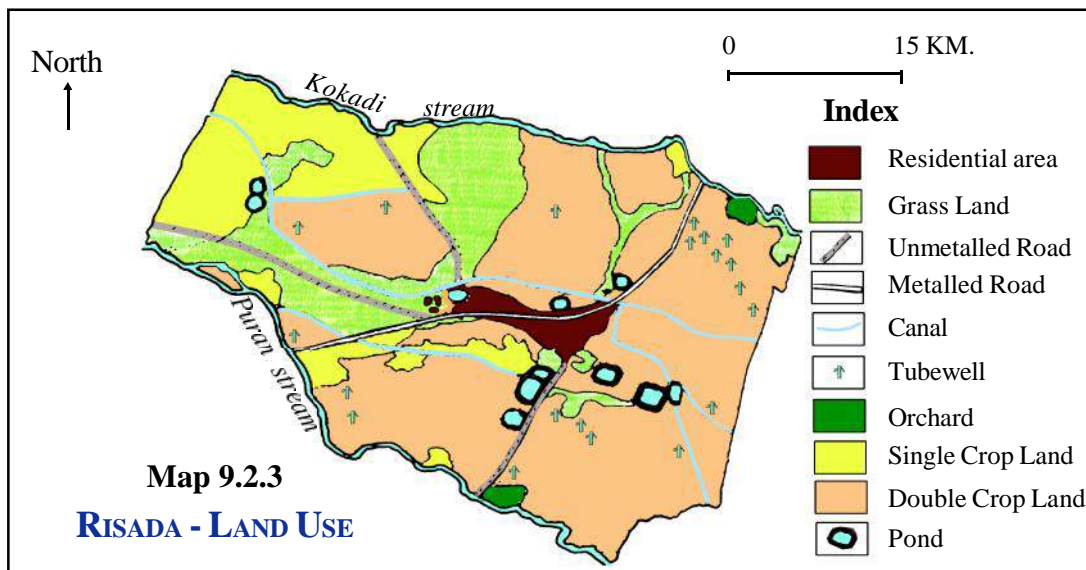 North
0 15 KM.
Kokadi stream
Index
Residential area
Grass Land
Unmetalled Road
Metalled Road
Canal
Tubewell
Orchard
Single Crop Land
Double Crop Land
Pond
Puran stream
Map 9.2.3
RISADA - LAND USE